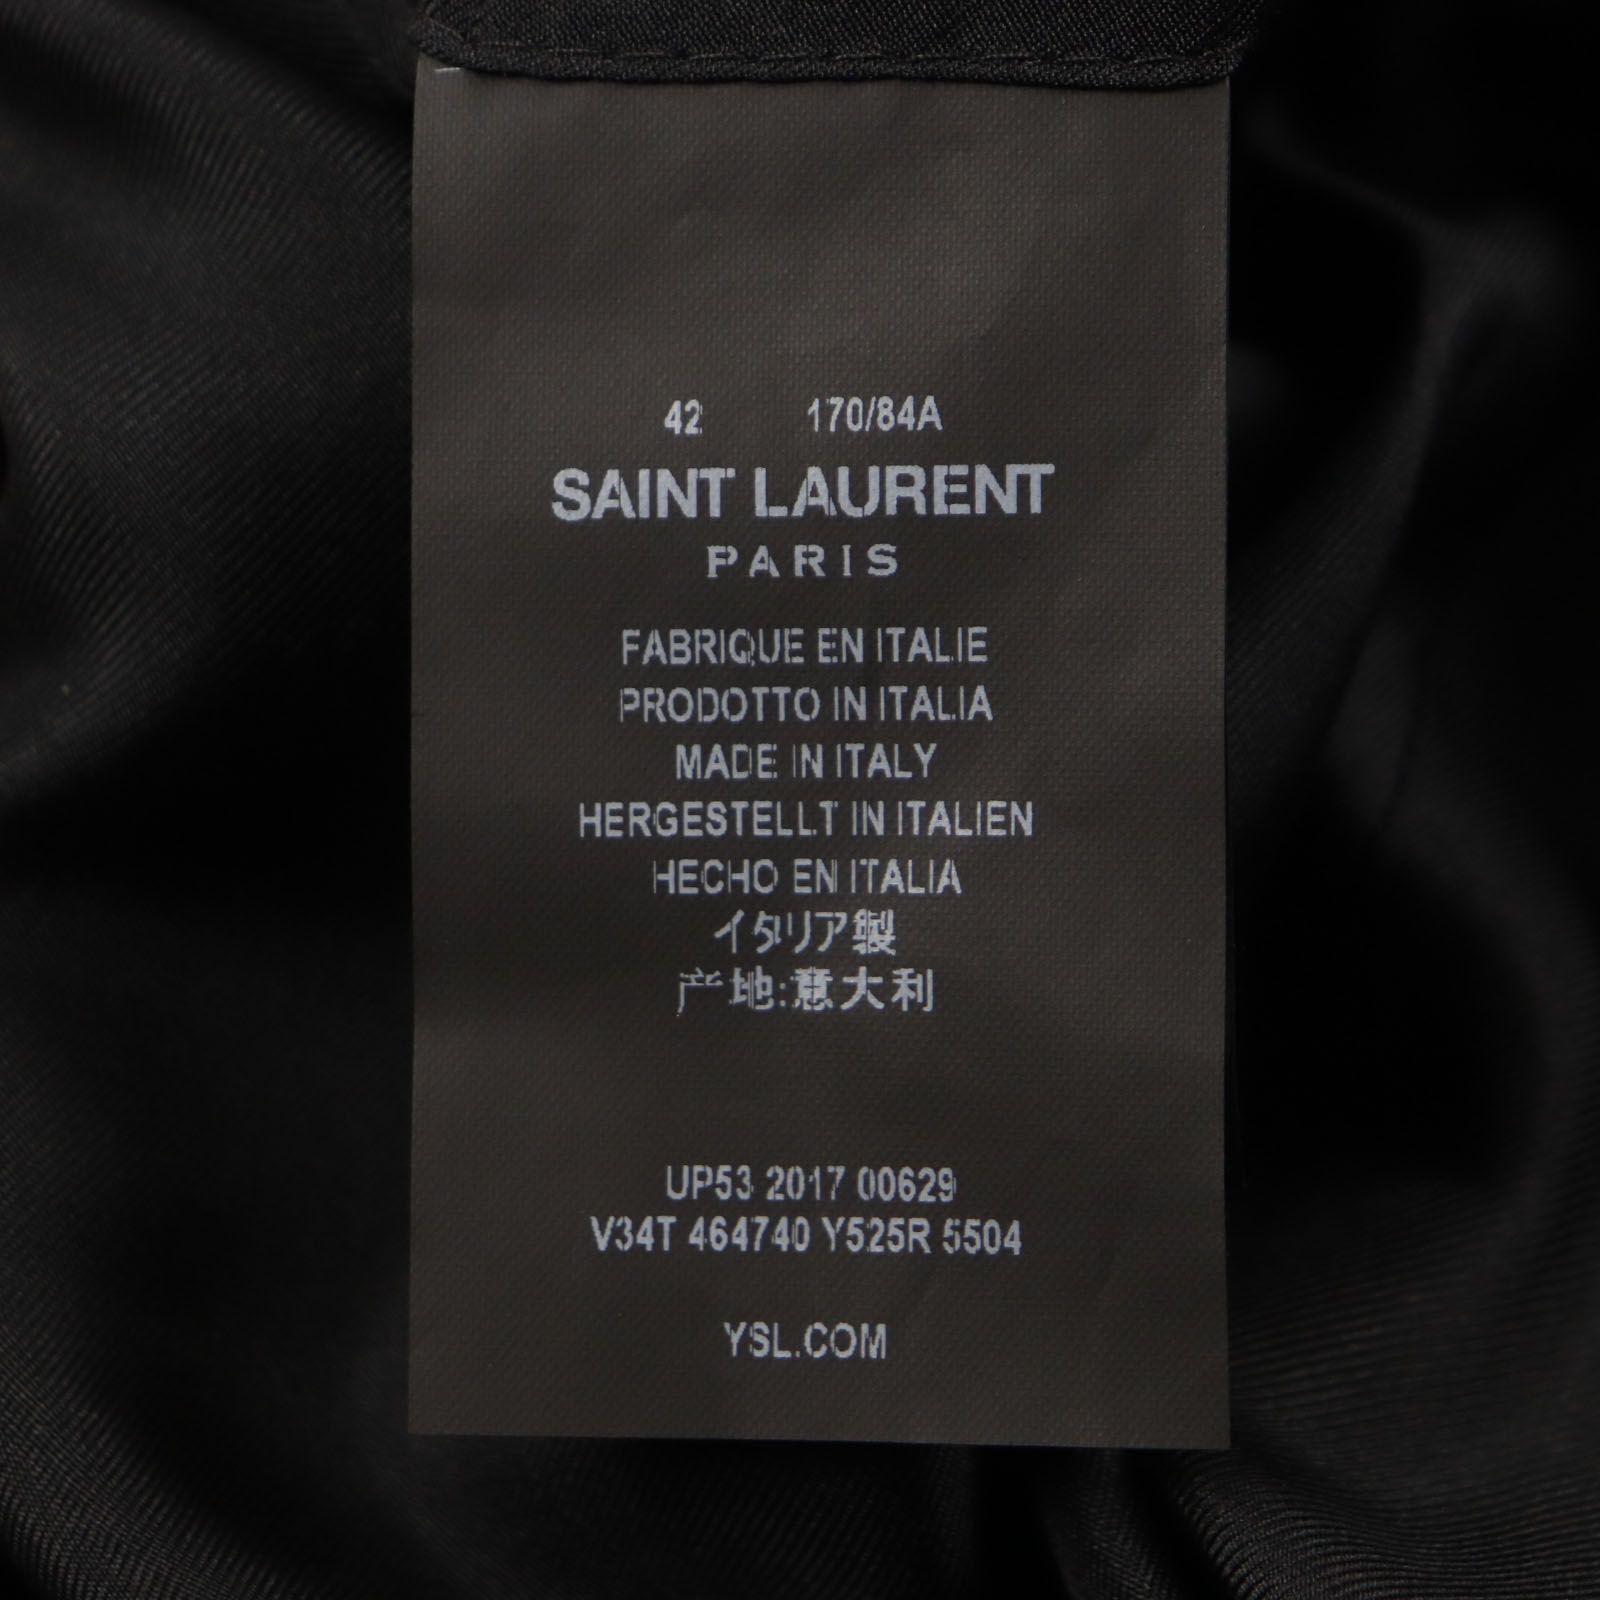 42 170/84A
SAINT LAURENT
PARIS
FABRIQUE EN ITALIE
PRODOTTO IN ITALIA
MADE IN ITALY
HERGESTELLT IN ITALIEN
HECHO EN ITALIA
イタリア製
产地:意大利
UP53 2017 00629
V34T 464740 Y525R 5504
YSL.COM